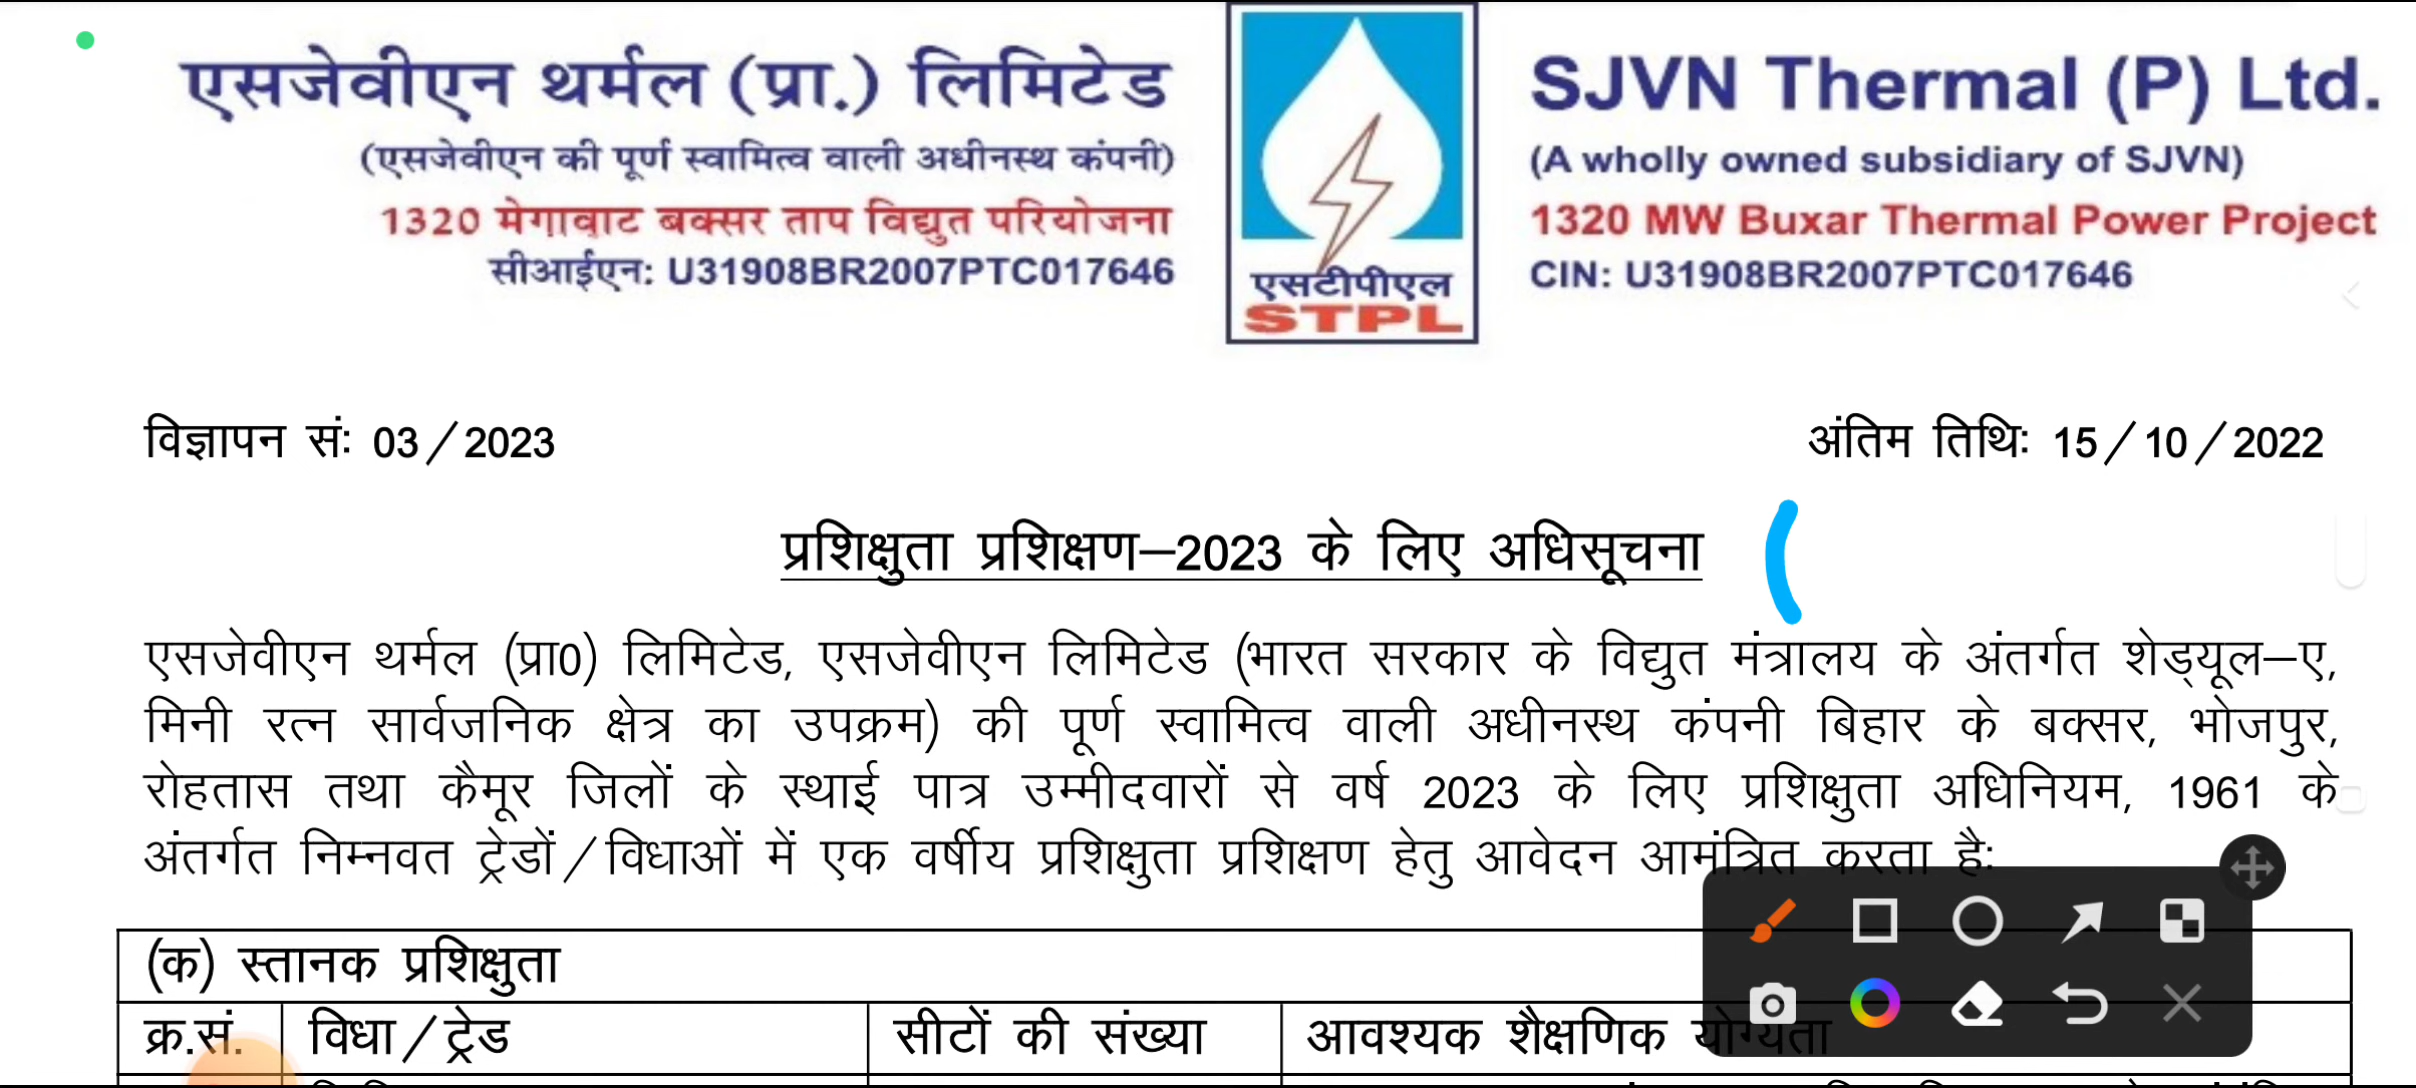 एसजेवीएन थर्मल (प्रा.) लिमिटेड
(एसजेवीएन की पूर्ण स्वामित्व वाली अधीनस्थ कंपनी)
1320 मेगावाट बक्सर ताप विद्युत परियोजना
सीआईएन: U31908BR2007PTC017646
एसटीपीएल
STPL
SJVN Thermal (P) Ltd.
(A wholly owned subsidiary of SJVN)
1320 MW Buxar Thermal Power Project
CIN: U31908BR2007PTC017646
विज्ञापन सं: 03/2023
अंतिम तिथि: 15/10/2022
प्रशिक्षुता प्रशिक्षण–2023 के लिए अधिसूचना
एसजेवीएन थर्मल (प्रा0) लिमिटेड, एसजेवीएन लिमिटेड (भारत सरकार के विद्युत मंत्रालय के अंतर्गत शेड्यूल–ए,
मिनी रत्न सार्वजनिक क्षेत्र का उपक्रम) की पूर्ण स्वामित्व वाली अधीनस्थ कंपनी बिहार के बक्सर, भोजपुर,
रोहतास तथा कैमूर जिलों के स्थाई पात्र उम्मीदवारों से वर्ष 2023 के लिए प्रशिक्षुता अधिनियम, 1961 के
अंतर्गत निम्नवत ट्रेडों/विधाओं में एक वर्षीय प्रशिक्षुता प्रशिक्षण हेतु आवेदन आमंत्रित करता है:
(क) स्तानक प्रशिक्षुता
क्र.सं. विधा/ट्रेड सीटों की संख्या आवश्यक शैक्षणिक योग्यता